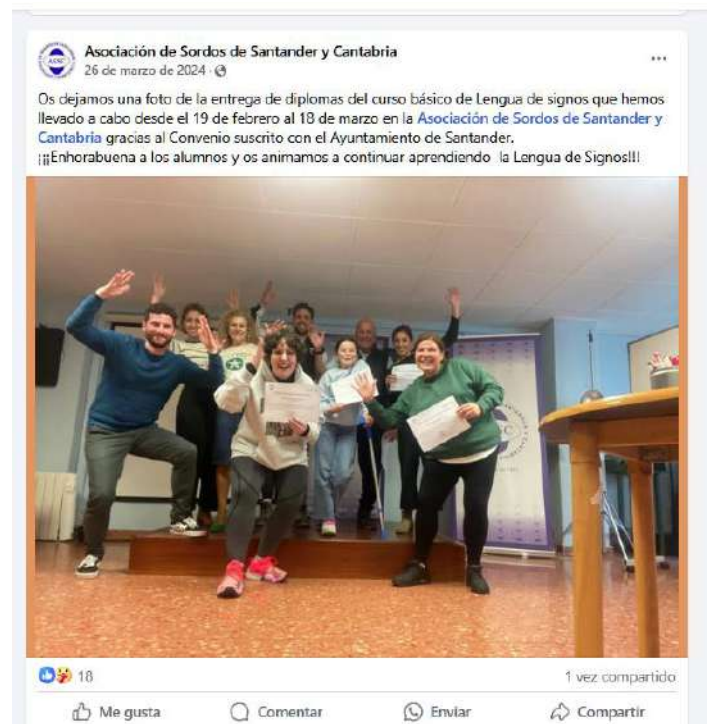 Asociación de Sordos de Santander y Cantabria
26 de marzo de 2024
Os dejamos una foto de la entrega de diplomas del curso básico de Lengua de signos que hemos
llevado a cabo desde el 19 de febrero al 18 de marzo en la Asociación de Sordos de Santander y
Cantabria gracias al Convenio suscrito con el Ayuntamiento de Santander.
¡¡¡Enhorabuena a los alumnos y os animamos a continuar aprendiendo la Lengua de Signos!!!
18
1 vez compartido
Me gusta
Comentar
Enviar
Compartir